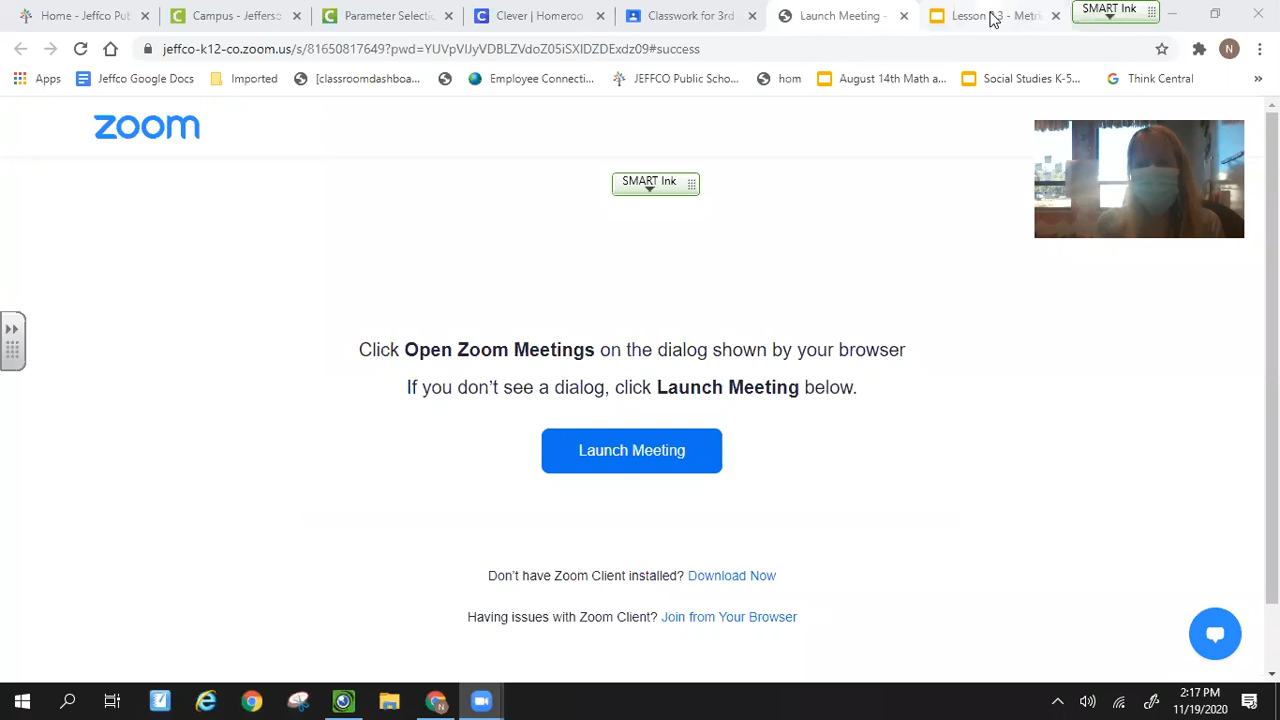 Home - Jeffco Pu
Campus - Jefferso
Parameter Select
Clever | Homeroo
Classwork for 3rd
Launch Meeting -
Lesson
3 - Metri
SMART Ink
jeffco-k12-co.zoom.us/s/81650817649?pwd=YUVpVIJyVDBLZVdoZ05iSXlDZDExdz09#success
N
Apps
Jeffco Google Docs
Imported
[classroomdashboa...
Employee Connecti...
JEFFCO Public Scho...
hom
August 14th Math a...
Social Studies K-5...
Think Central
»
zoom
SMART Ink
Click Open Zoom Meetings on the dialog shown by your browser
If you don't see a dialog, click Launch Meeting below.
Launch Meeting
Don't have Zoom Client installed? Download Now
Having issues with Zoom Client? Join from Your Browser
2:17 PM
11/19/2020